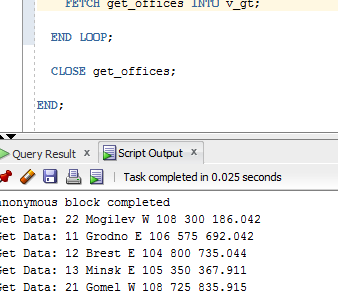 FETCH get_offices INTO v_gt;
END LOOP;
CLOSE get_offices;
END;
Query Result x Script Output x
Task completed in 0.025 seconds
anonymous block completed
Get Data: 22 Mogilev W 108 300 186.042
Get Data: 11 Grodno E 106 575 692.042
Get Data: 12 Brest E 104 800 735.044
Get Data: 13 Minsk E 105 350 367.911
Get Data: 21 Gomel W 108 725 835.915